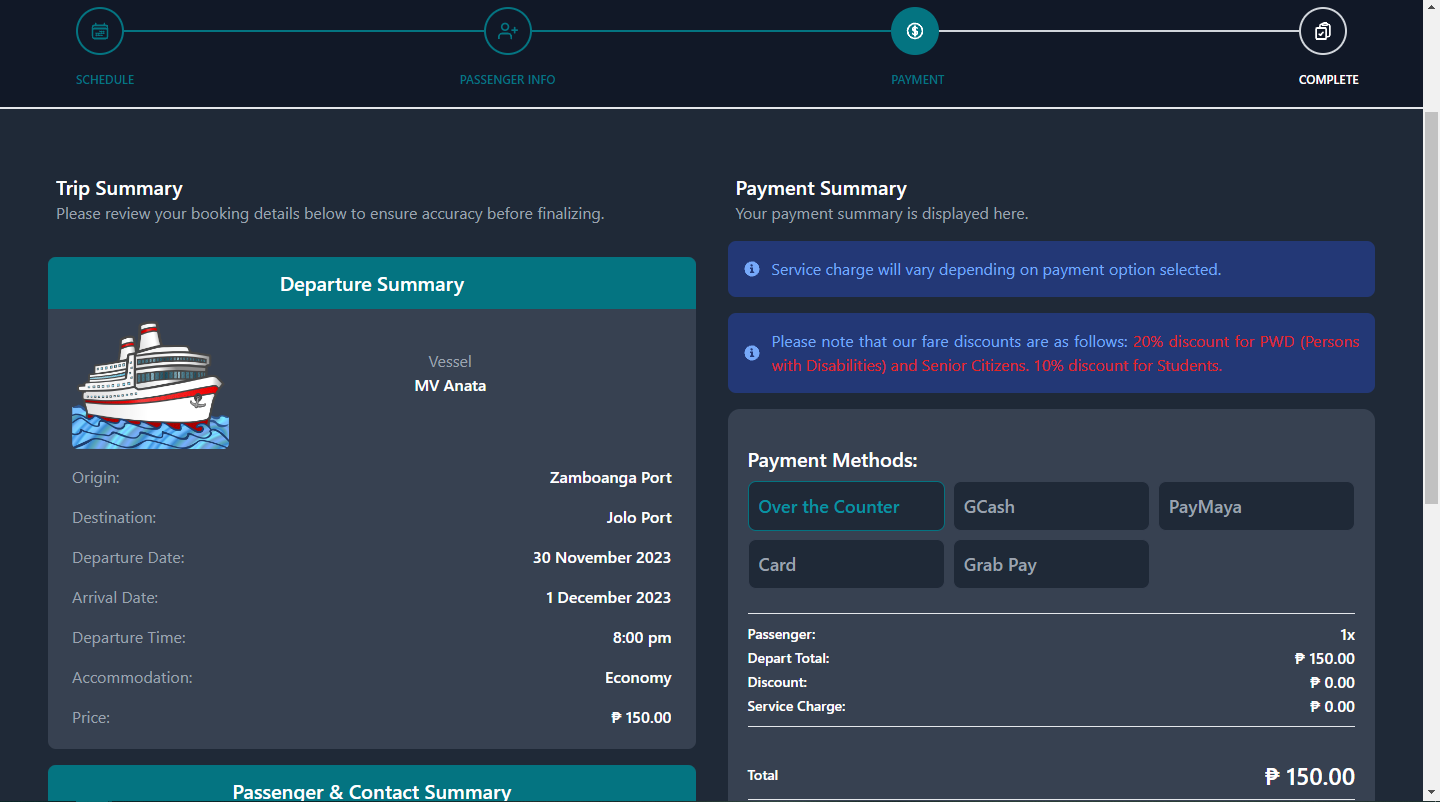 SCHEDULE
PASSENGER INFO
PAYMENT
COMPLETE
Trip Summary
Please review your booking details below to ensure accuracy before finalizing.
Departure Summary
Vessel
MV Anata
Origin: Zamboanga Port
Destination: Jolo Port
Departure Date: 30 November 2023
Arrival Date: 1 December 2023
Departure Time: 8:00 pm
Accommodation: Economy
Price: ₱ 150.00
Passenger & Contact Summary
Payment Summary
Your payment summary is displayed here.
Service charge will vary depending on payment option selected.
Please note that our fare discounts are as follows: 20% discount for PWD (Persons
with Disabilities) and Senior Citizens. 10% discount for Students.
Payment Methods:
Over the Counter
GCash
PayMaya
Card
Grab Pay
Passenger: 1x
Depart Total: ₱ 150.00
Discount: ₱ 0.00
Service Charge: ₱ 0.00
Total ₱ 150.00